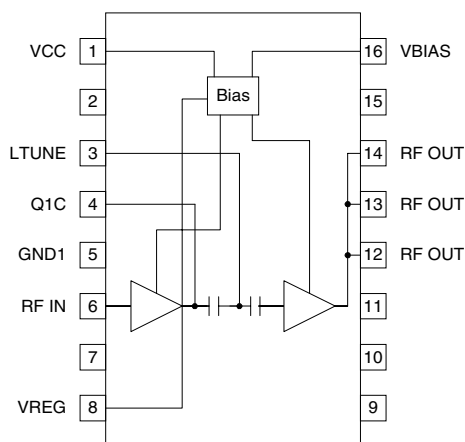 VCC 1 16 VBIAS
Bias
2 15
LTUNE 3 14 RF OUT
Q1C 4 13 RF OUT
GND1 5 12 RF OUT
RF IN 6 11
7 10
VREG 8 9